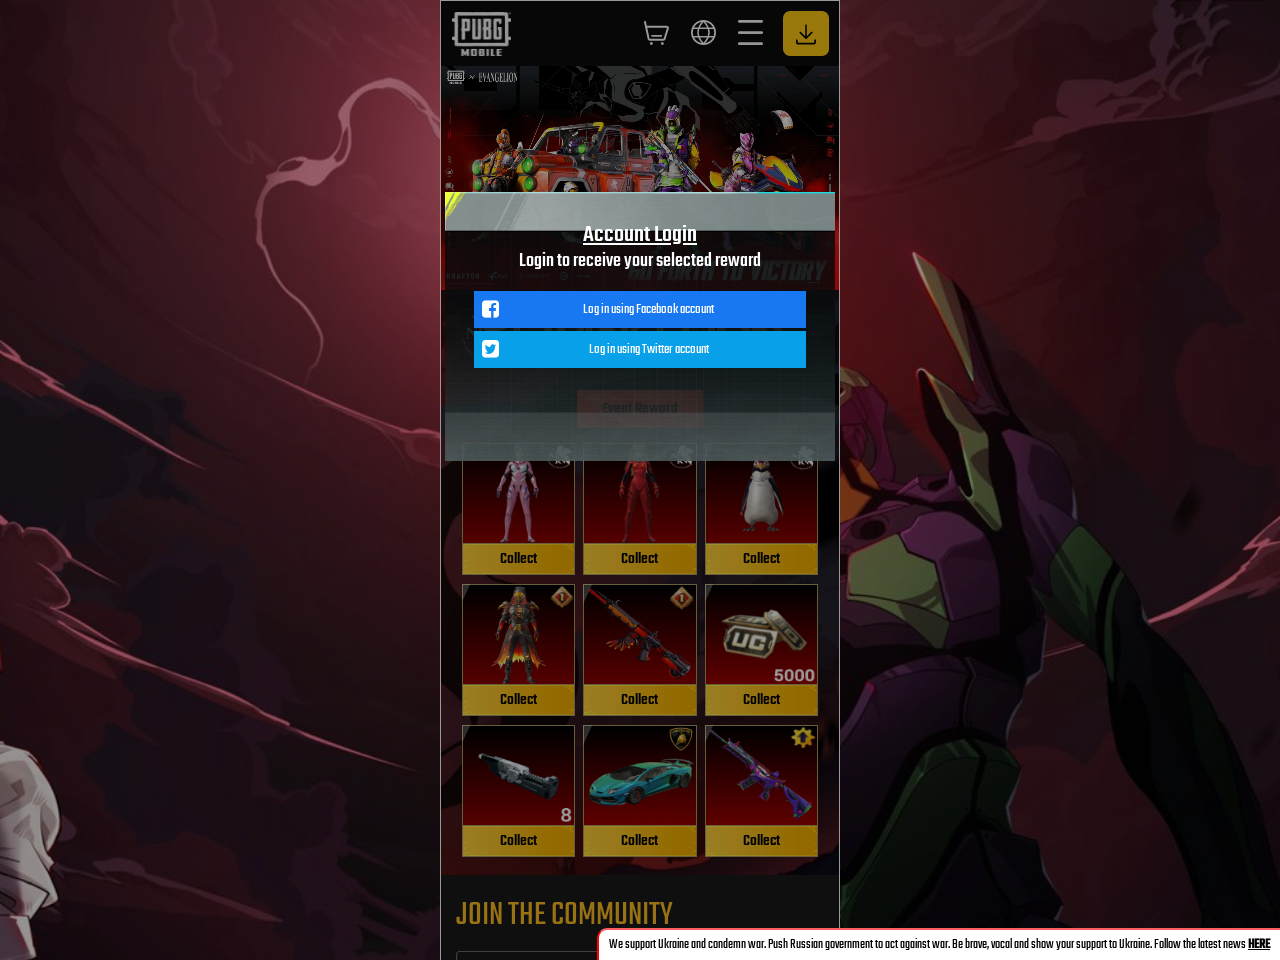 PUBG
MOBILE
PUBG MOBILE × EVANGELION
Account Login
Login to receive your selected reward
Log in using Facebook account
Log in using Twitter account
Event Reward
Collect
Collect
Collect
5000
Collect
Collect
Collect
8
Collect
Collect
Collect
JOIN THE COMMUNITY
We support Ukraine and condemn war. Push Russian government to act against war. Be brave, vocal and show your support to Ukraine. Follow the latest news HERE